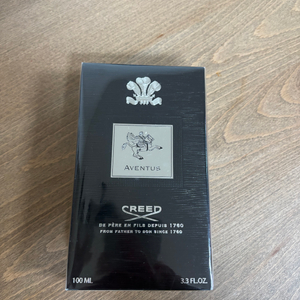 AVENTUS
CREED
DE PÈRE EN FILS DEPUIS 1760
FROM FATHER TO SON SINCE 1760
100 ML
3.3 FL.OZ.